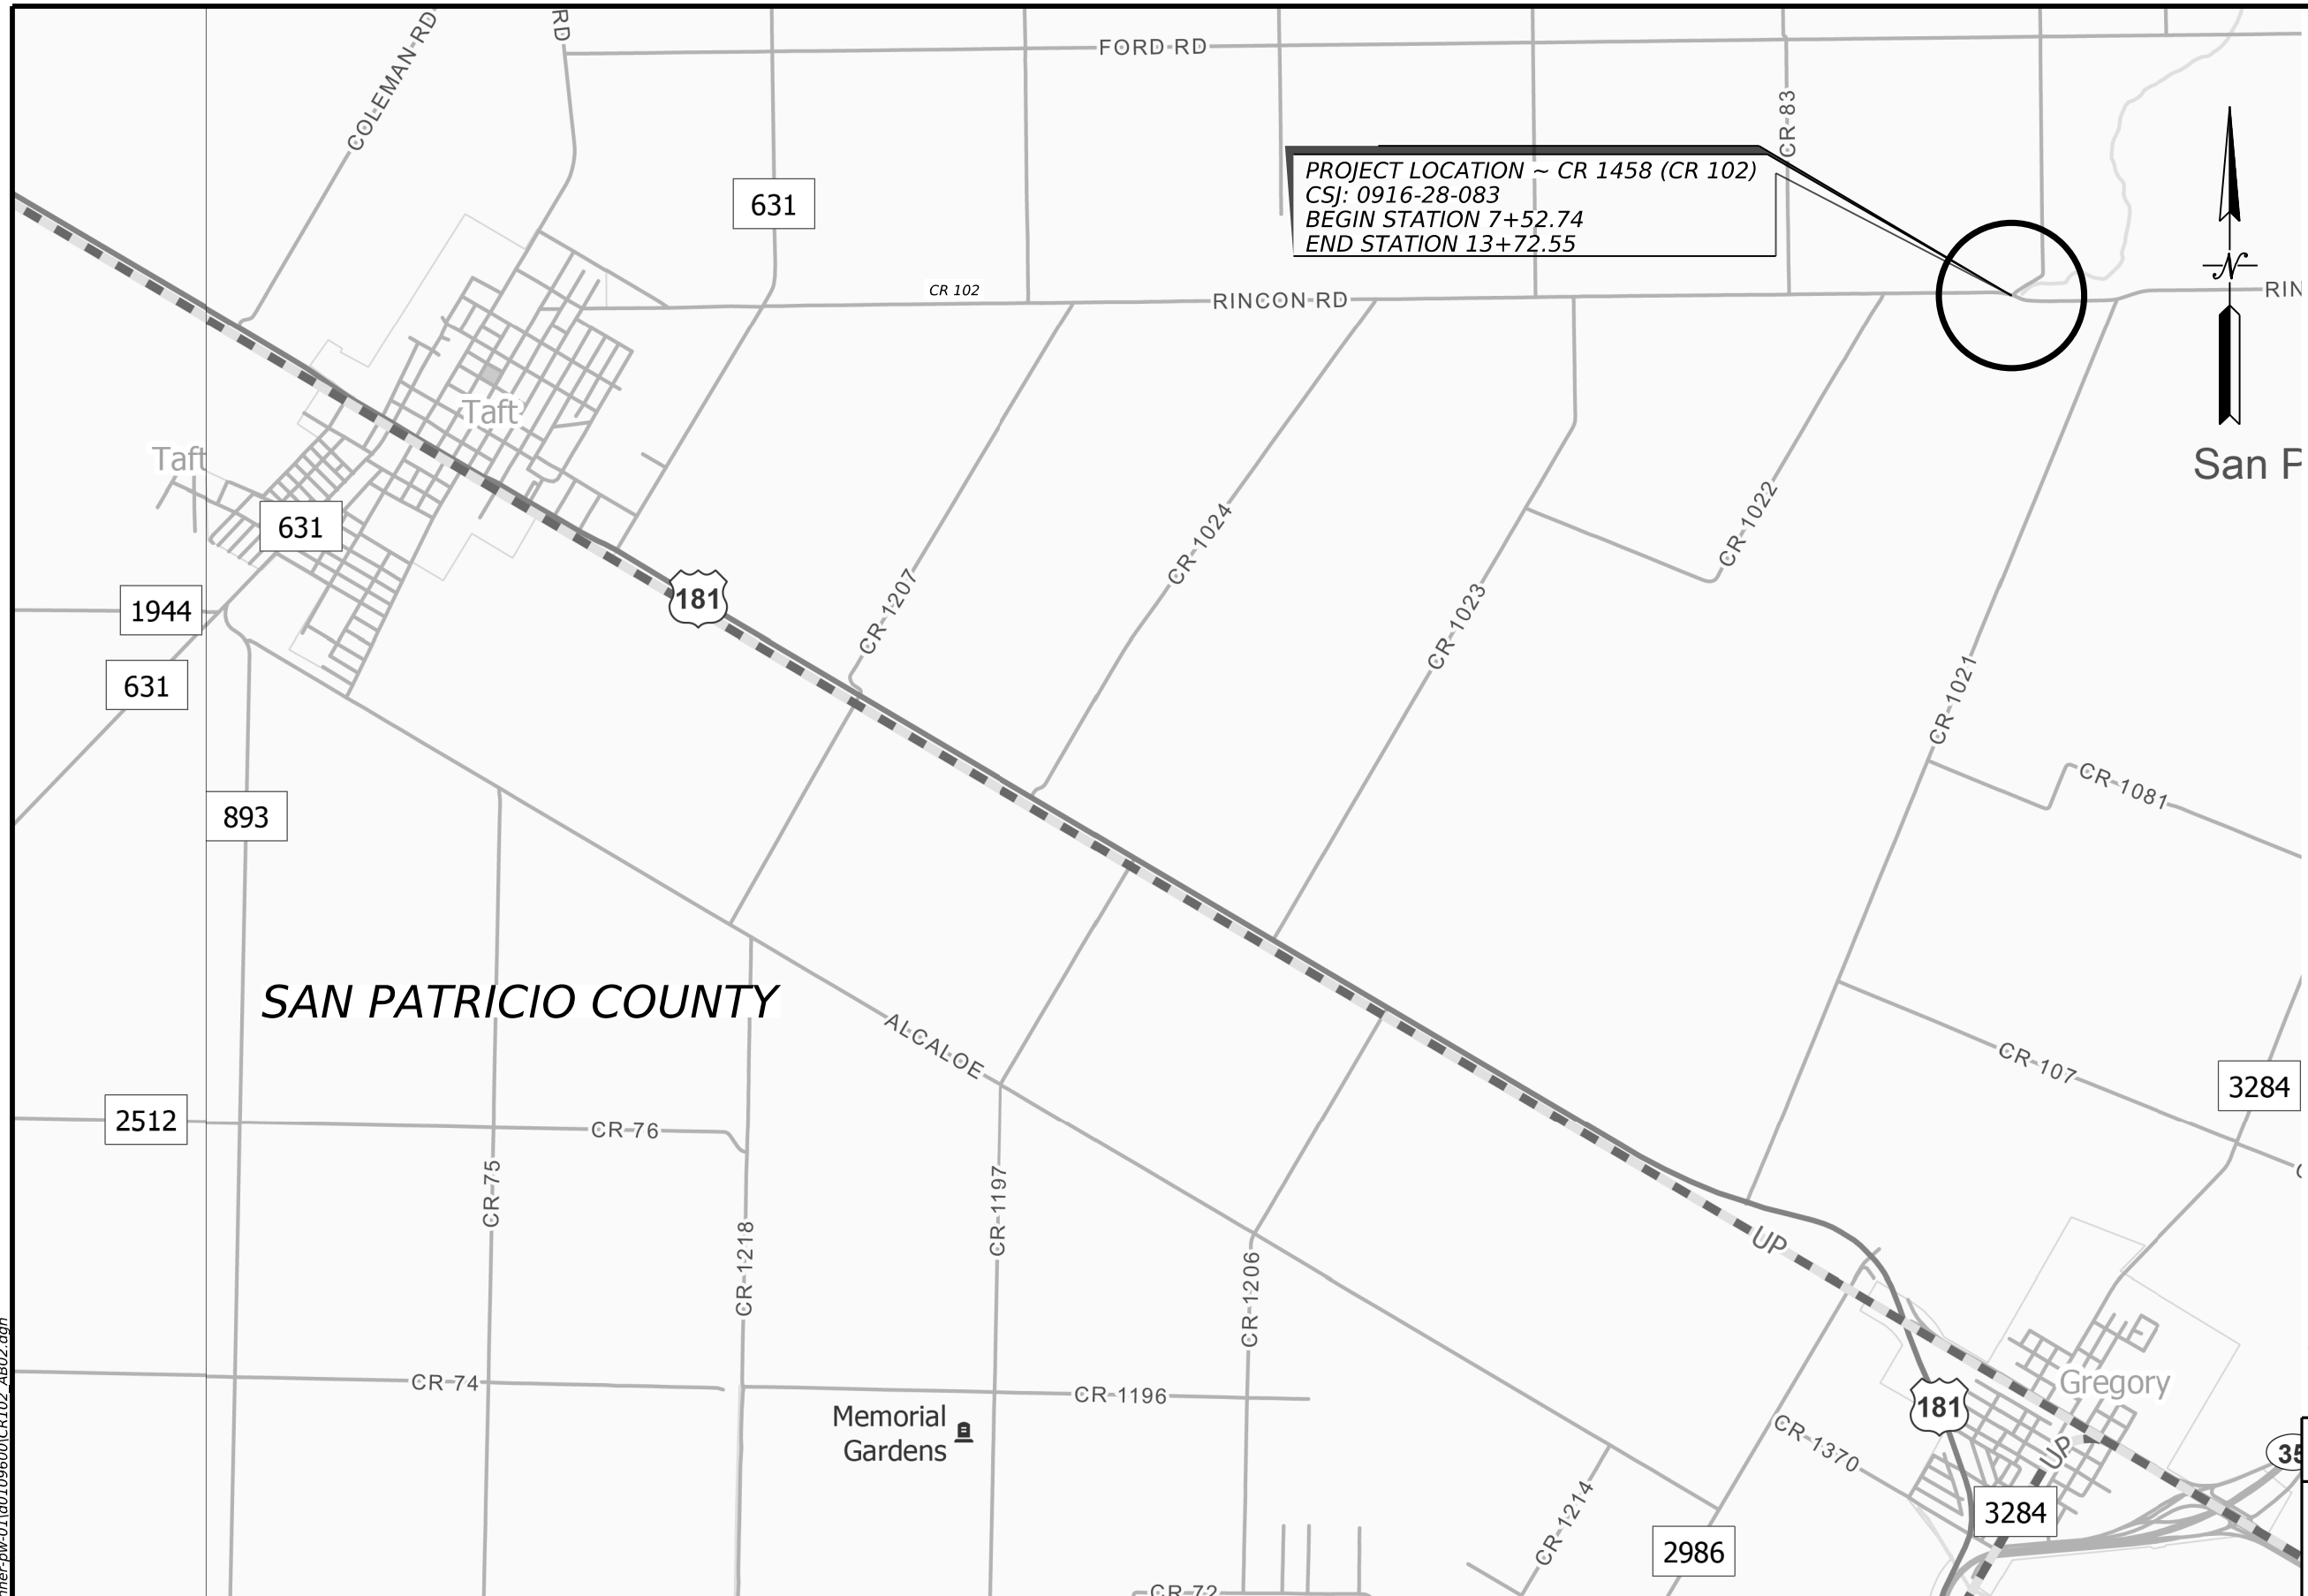 COLEMAN-RD
RD
FORD-RD
CR-83
PROJECT LOCATION ~ CR 1458 (CR 102)
CSJ: 0916-28-083
BEGIN STATION 7+52.74
END STATION 13+72.55
631
N
CR 102
RINCON-RD
RIN
San P
Taft
Taft
631
1944
631
181
CR-1207
CR-1024
CR-1023
CR-1022
CR-1021
CR-1081
893
SAN PATRICIO COUNTY
ALCALOE
CR-107
3284
2512
CR-76
CR-75
CR-1218
CR-1197
CR-1206
UP
CR-74
CR-1196
Memorial
Gardens
Gregory
181
CR-1370
UP
35
3284
CR-1214
2986
CR-72